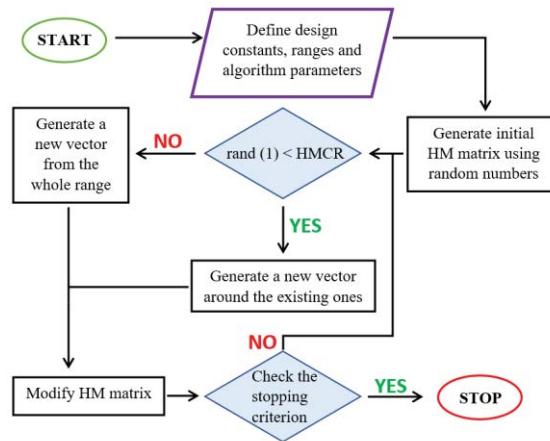 START
Define design
constants, ranges and
algorithm parameters
Generate a
new vector
from the
whole range
NO
rand (1) < HMCR
Generate initial
HM matrix using
random numbers
YES
Generate a new vector
around the existing ones
NO
Modify HM matrix
Check the
stopping
criterion
YES
STOP